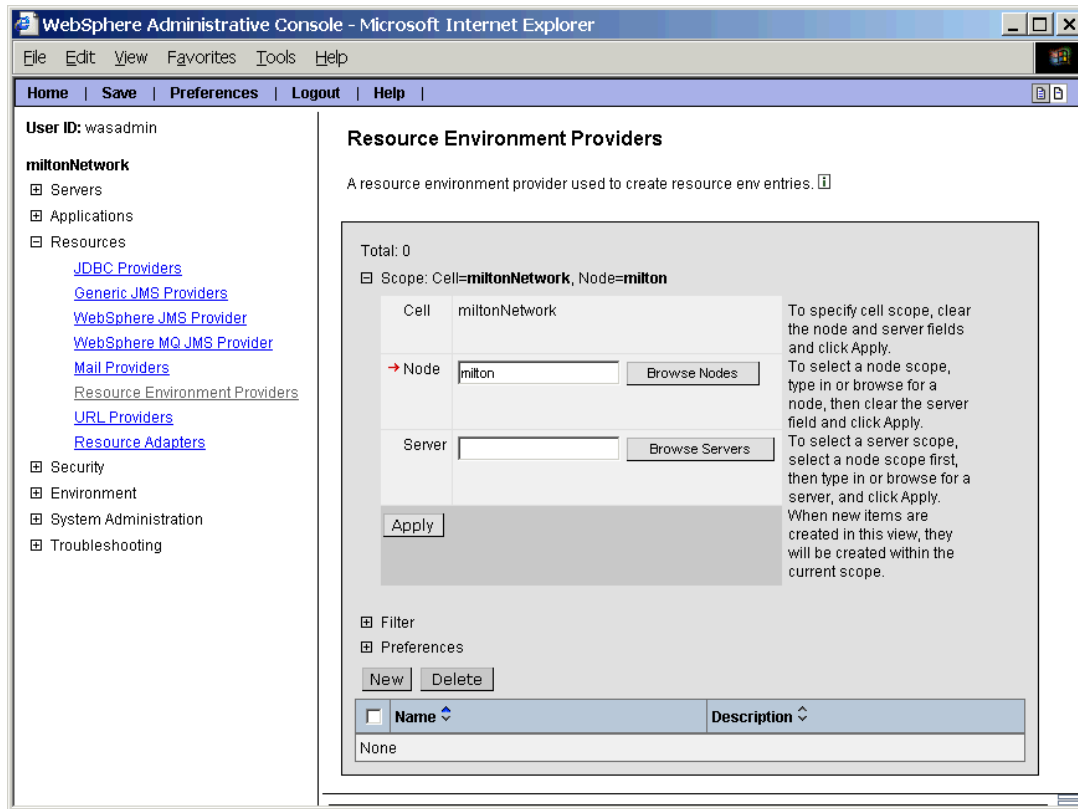 WebSphere Administrative Console - Microsoft Internet Explorer
File Edit View Favorites Tools Help
Home | Save | Preferences | Logout | Help |
User ID: wasadmin
miltonNetwork
Servers
Applications
Resources
JDBC Providers
Generic JMS Providers
WebSphere JMS Provider
WebSphere MQ JMS Provider
Mail Providers
Resource Environment Providers
URL Providers
Resource Adapters
Security
Environment
System Administration
Troubleshooting
Resource Environment Providers
A resource environment provider used to create resource env entries. i
Total: 0
Scope: Cell=miltonNetwork, Node=milton
Cell miltonNetwork
To specify cell scope, clear
the node and server fields
and click Apply.
Node milton Browse Nodes
To select a node scope,
type in or browse for a
node, then clear the server
field and click Apply.
Server Browse Servers
To select a server scope,
select a node scope first,
then type in or browse for a
server, and click Apply.
Apply
When new items are
created in this view, they
will be created within the
current scope.
Filter
Preferences
New Delete
Name Description
None